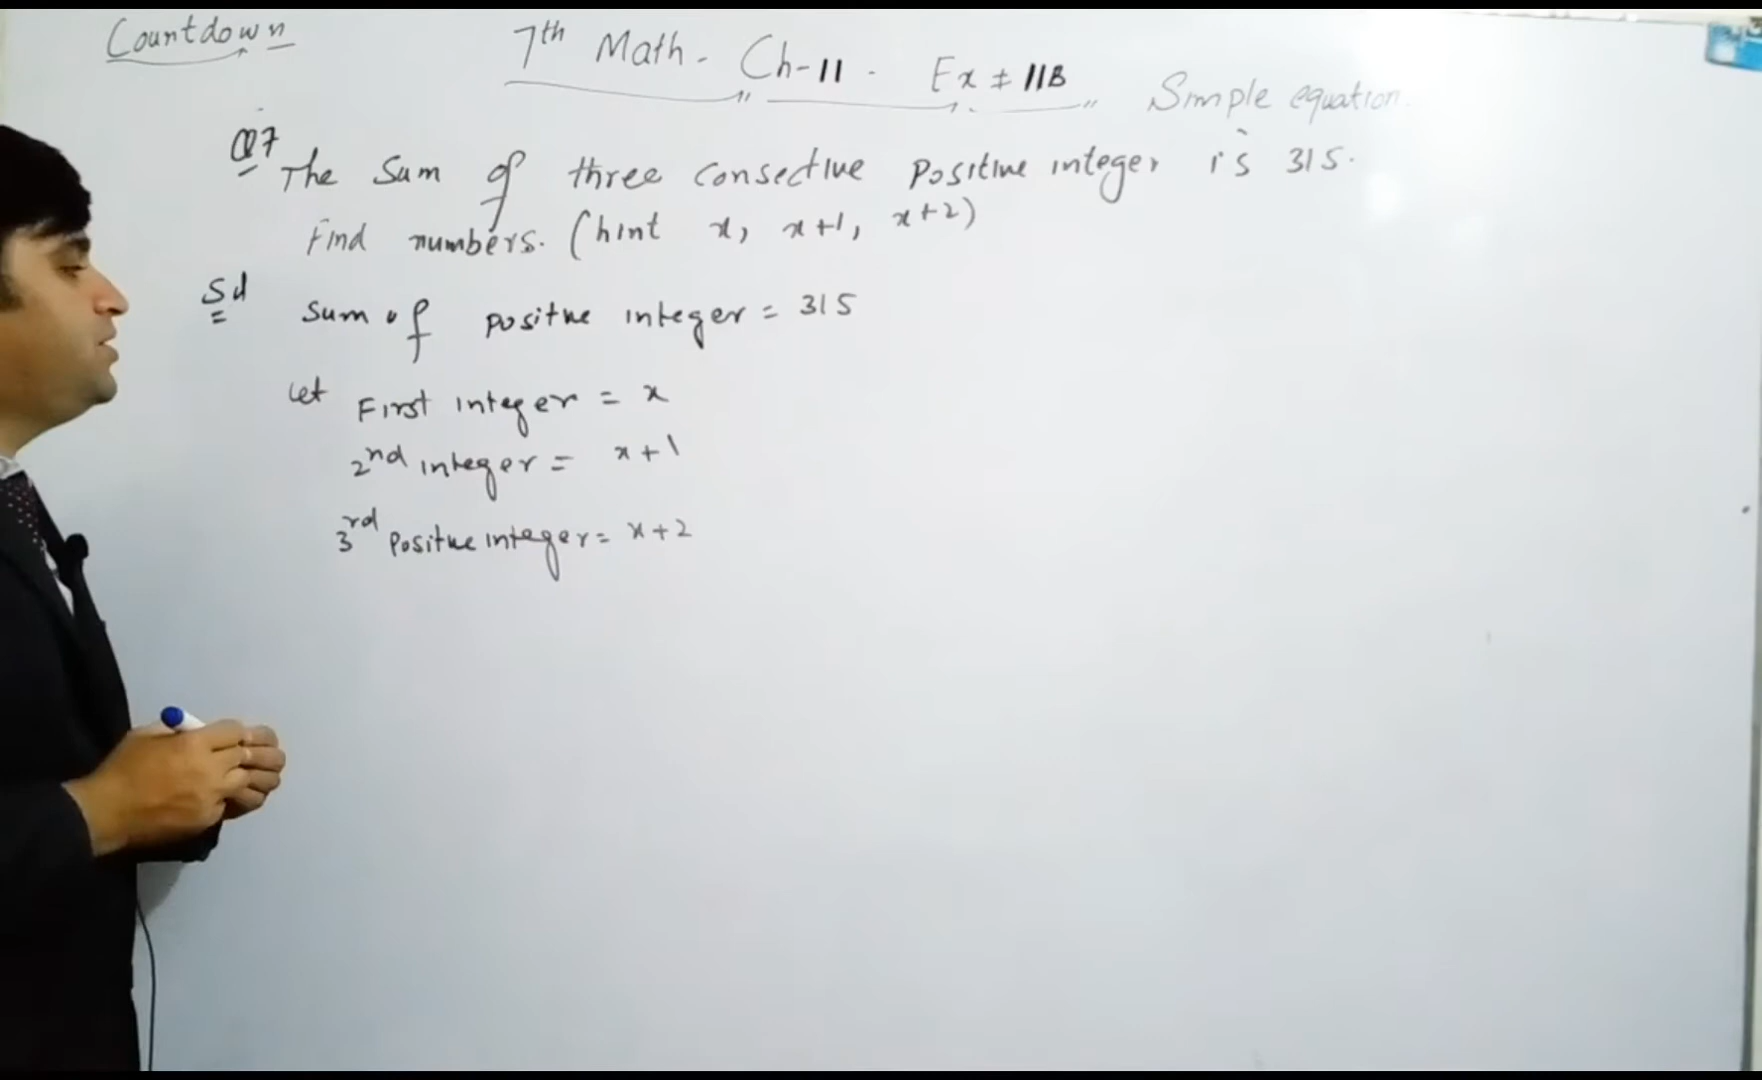 Countdown
7th Math. Ch-11. Ex # 11B Simple equation.
Q7 The Sum of three consective Positive integer is 315.
Find numbers. (hint x, x+1, x+2)
Sol Sum of positive integer = 315
Let First integer = x
2nd integer = x+1
3rd Positive integer = x+2